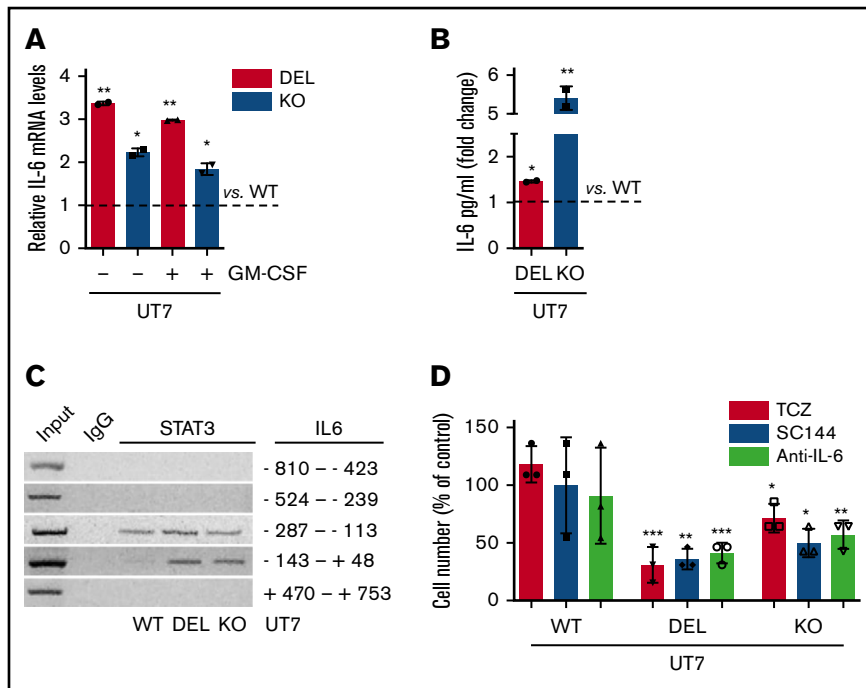 A
Relative IL-6 mRNA levels
4
3
2
1
0
** * ** *
DEL
KO
vs. WT
– – + + GM-CSF
UT7
B
IL-6 pg/ml (fold change)
6
5
2
1
0
* **
vs. WT
DEL KO
UT7
C
Input IgG STAT3 IL6
- 810 – - 423
- 524 – - 239
- 287 – - 113
- 143 – + 48
+ 470 – + 753
WT DEL KO UT7
D
Cell number (% of control)
150
100
50
0
TCZ
SC144
Anti-IL-6
*** ** *** * * **
WT DEL KO
UT7